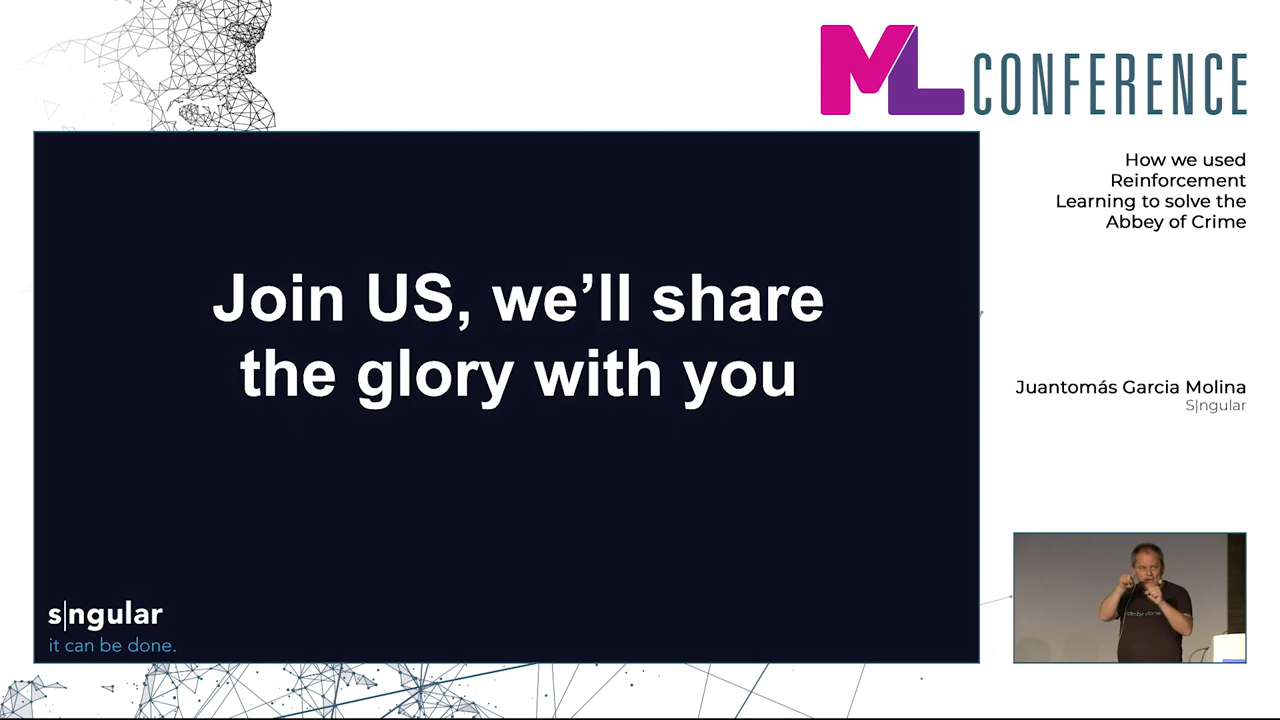 ML CONFERENCE
How we used
Reinforcement
Learning to solve the
Abbey of Crime
Join US, we’ll share
the glory with you
Juantomás Garcia Molina
S|ngular
s|ngular
it can be done.